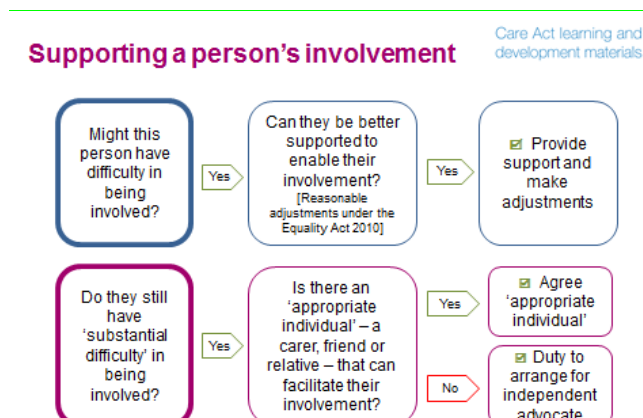 Care Act learning and
development materials
Supporting a person's involvement
Might this
person have
difficulty in
being
involved?
Yes
Can they be better
supported to
enable their
involvement?
[Reasonable
adjustments under the
Equality Act 2010]
Yes
☑ Provide
support and
make
adjustments
Do they still
have
'substantial
difficulty' in
being
involved?
Yes
Is there an
'appropriate
individual' – a
carer, friend or
relative – that can
facilitate their
involvement?
Yes
☑ Agree
'appropriate
individual'
No
☑ Duty to
arrange for
independent
advocate